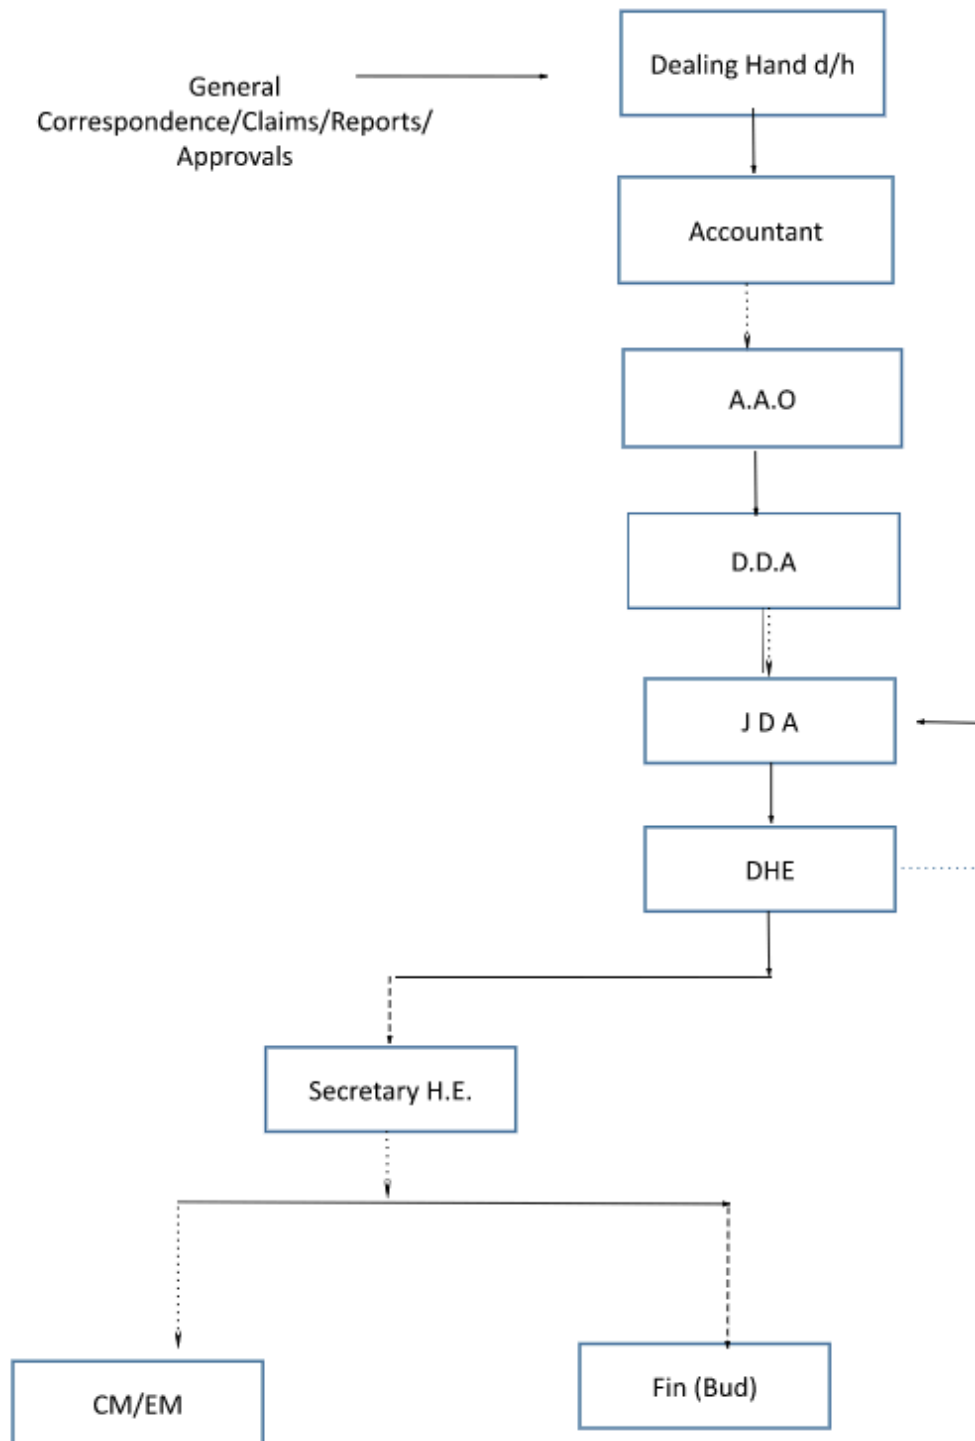 Dealing Hand d/h
General
Correspondence/Claims/Reports/
Approvals
Accountant
A.A.O
D.D.A
J D A
DHE
Secretary H.E.
CM/EM
Fin (Bud)